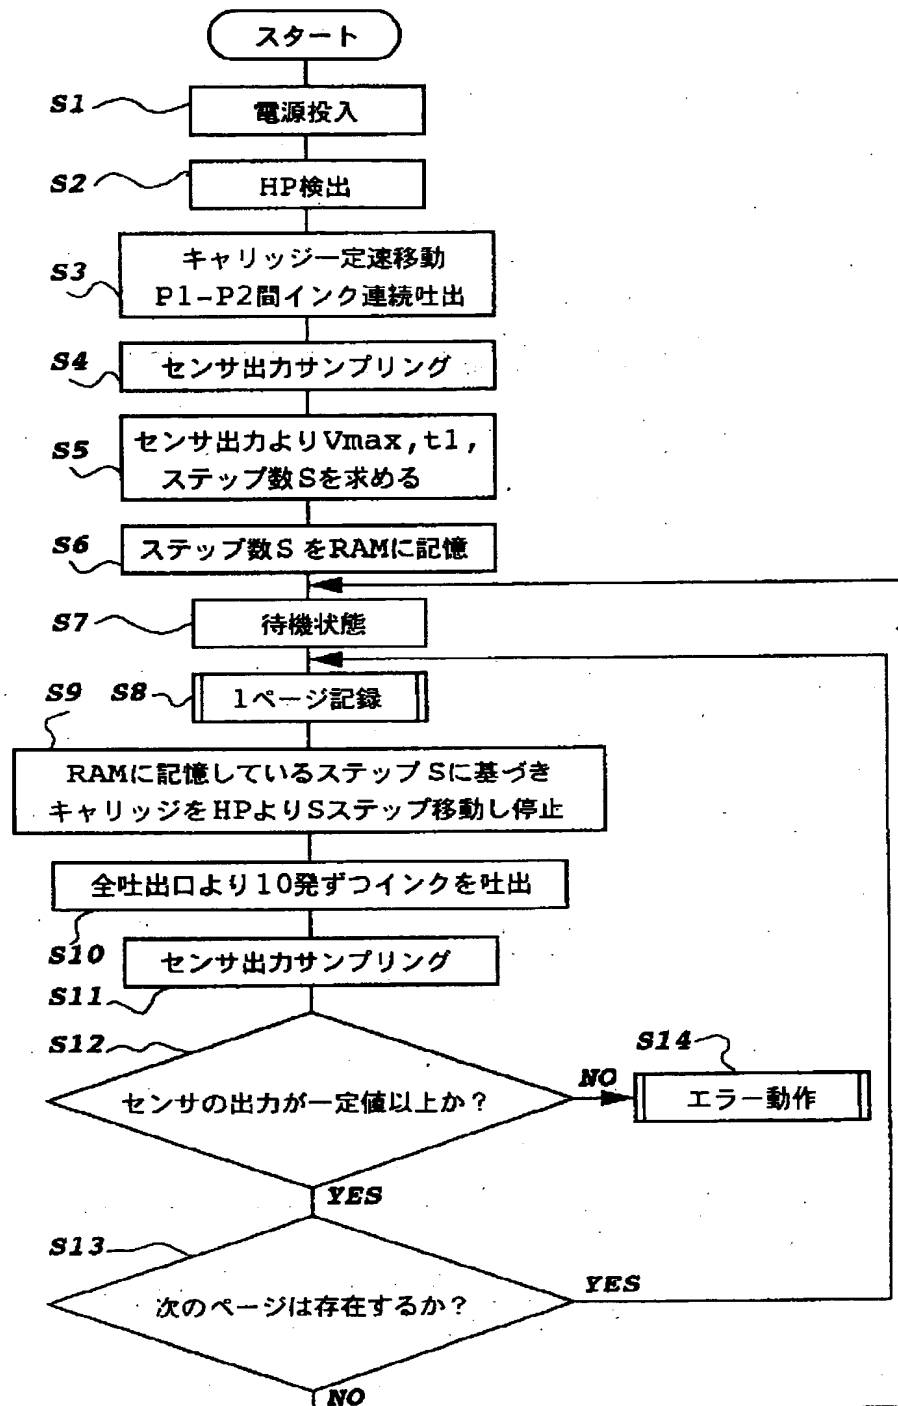 スタート
S1
電源投入
S2
HP検出
S3
キャリッジ一定速移動
P1-P2間インク連続吐出
S4
センサ出力サンプリング
S5
センサ出力よりVmax,t1,
ステップ数Sを求める
S6
ステップ数SをRAMに記憶
S7
待機状態
S9
S8
1ページ記録
RAMに記憶しているステップSに基づき
キャリッジをHPよりSステップ移動し停止
全吐出口より10発ずつインクを吐出
S10
センサ出力サンプリング
S11
S12
センサの出力が一定値以上か?
NO
S14
エラー動作
YES
S13
次のページは存在するか?
YES
NO